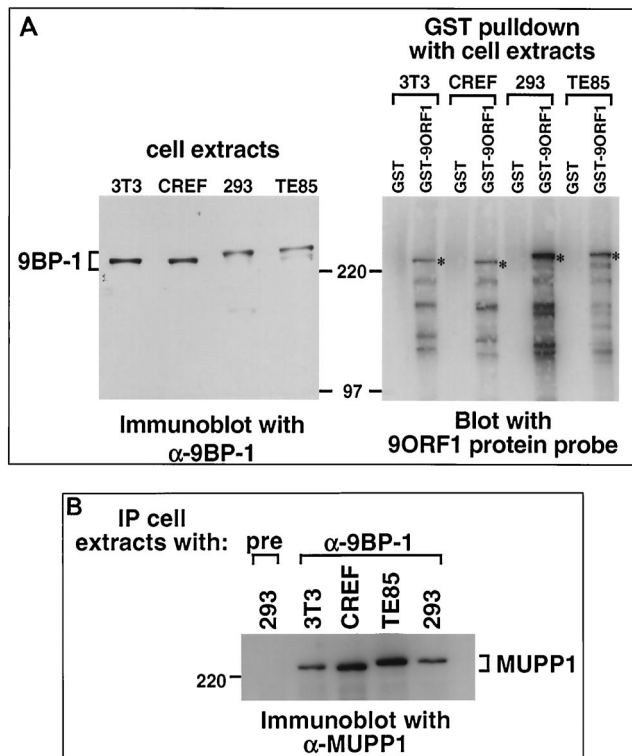 A
GST pulldown
with cell extracts
3T3 CREF 293 TE85
GST GST-9ORF1 GST GST-9ORF1 GST GST-9ORF1 GST GST-9ORF1
cell extracts
3T3 CREF 293 TE85
9BP-1
*
*
*
*
220
97
Immunoblot with
α-9BP-1
Blot with
9ORF1 protein probe
B
IP cell
extracts with:
pre
α-9BP-1
293 3T3 CREF TE85 293
220
MUPP1
Immunoblot with
α-MUPP1